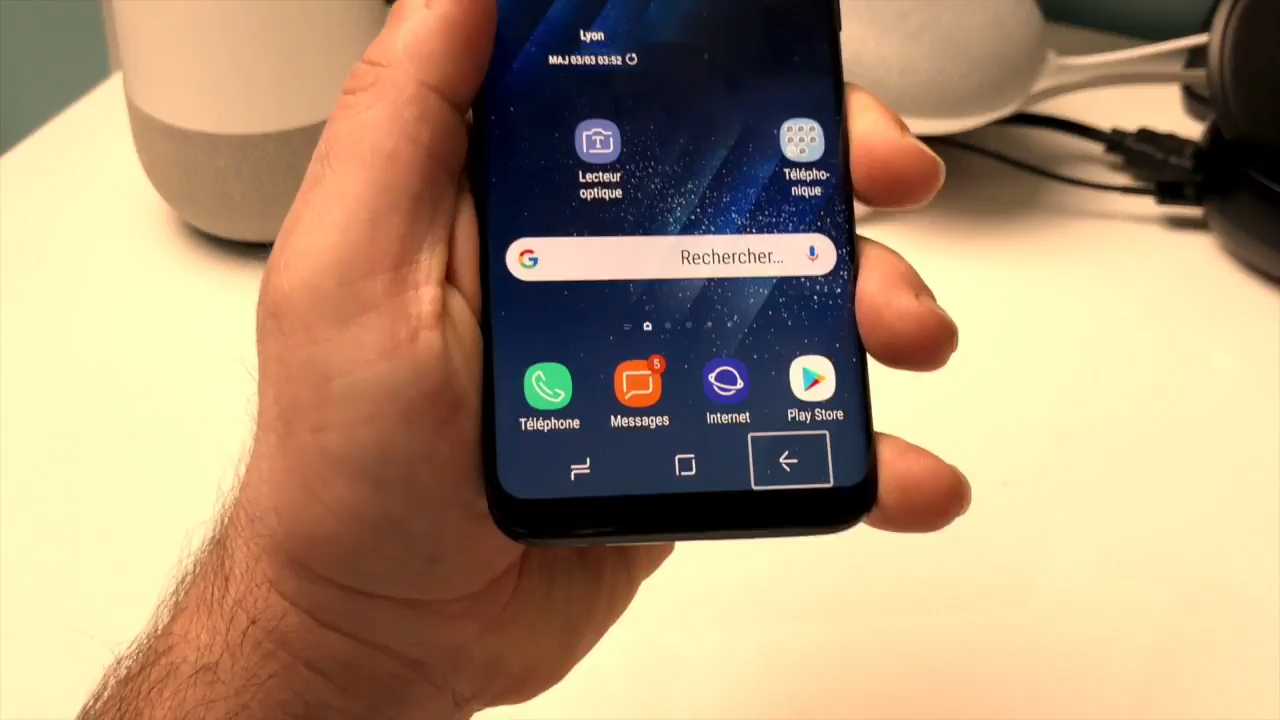 Lyon
MAJ 03/03 03:52
T
Lecteur
optique
Télépho-
nique
G
Rechercher...
5
Téléphone
Messages
Internet
Play Store